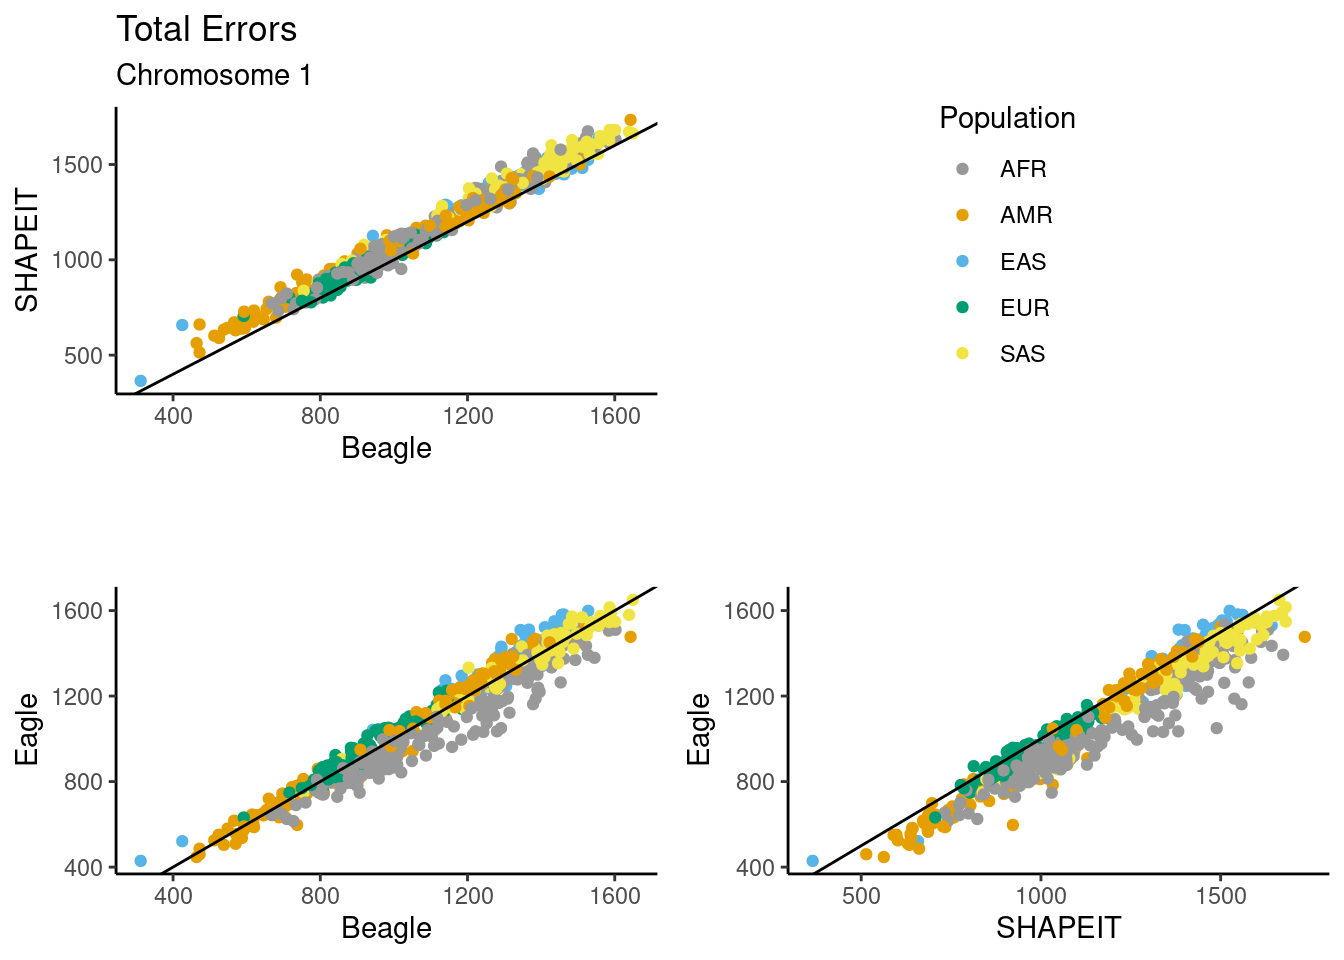 Total Errors
Chromosome 1
SHAPEIT
1500
1000
500
400 800 1200 1600
Beagle
Population
AFR
AMR
EAS
EUR
SAS
Eagle
1600
1200
800
400
400 800 1200 1600
Beagle
Eagle
1600
1200
800
400
500 1000 1500
SHAPEIT